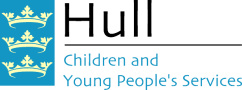 Hull
Children and
Young People's Services